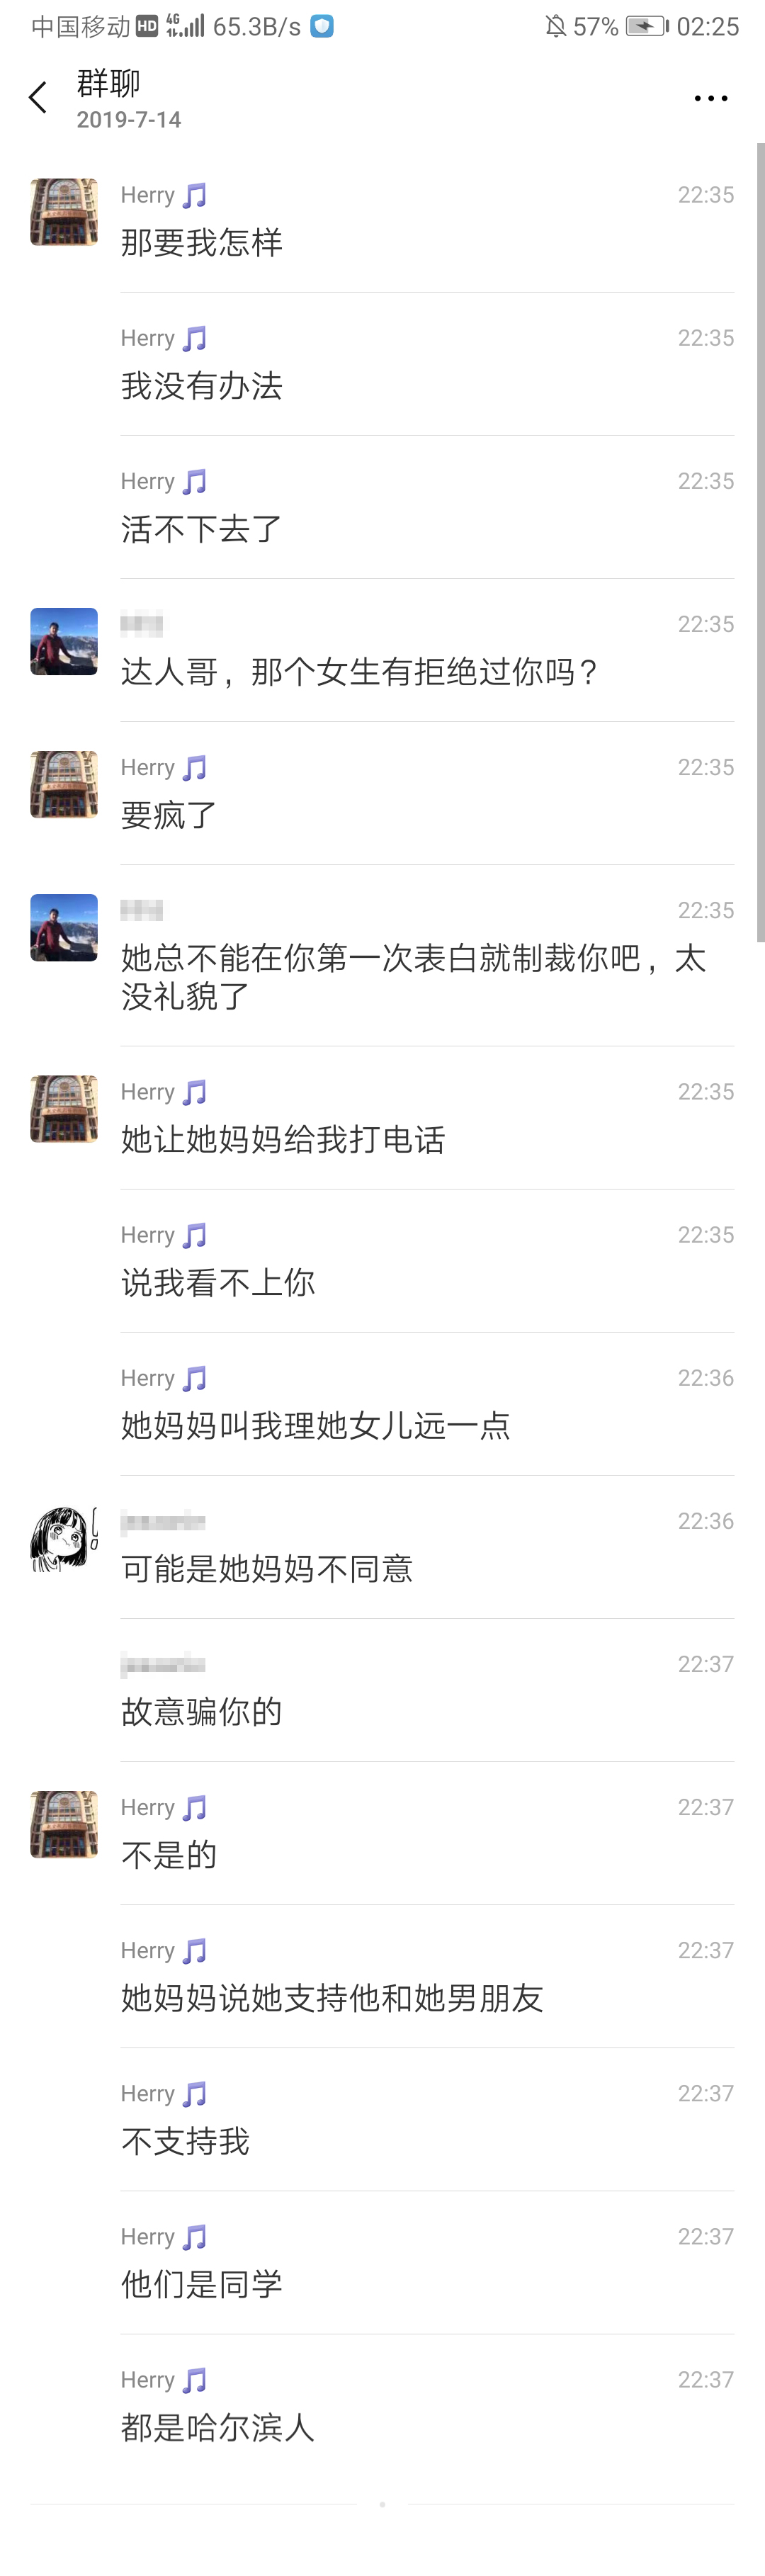 中国移动 HD 4G 65.3B/s 57% 02:25
群聊
2019-7-14
Herry 🎵 22:35
那要我怎样
Herry 🎵 22:35
我没有办法
Herry 🎵 22:35
活不下去了
22:35
达人哥，那个女生有拒绝过你吗？
Herry 🎵 22:35
要疯了
22:35
她总不能在你第一次表白就制裁你吧，太
没礼貌了
Herry 🎵 22:35
她让她妈妈给我打电话
Herry 🎵 22:35
说我看不上你
Herry 🎵 22:36
她妈妈叫我理她女儿远一点
22:36
可能是她妈妈不同意
22:37
故意骗你的
Herry 🎵 22:37
不是的
Herry 🎵 22:37
她妈妈说她支持他和她男朋友
Herry 🎵 22:37
不支持我
Herry 🎵 22:37
他们是同学
Herry 🎵 22:37
都是哈尔滨人